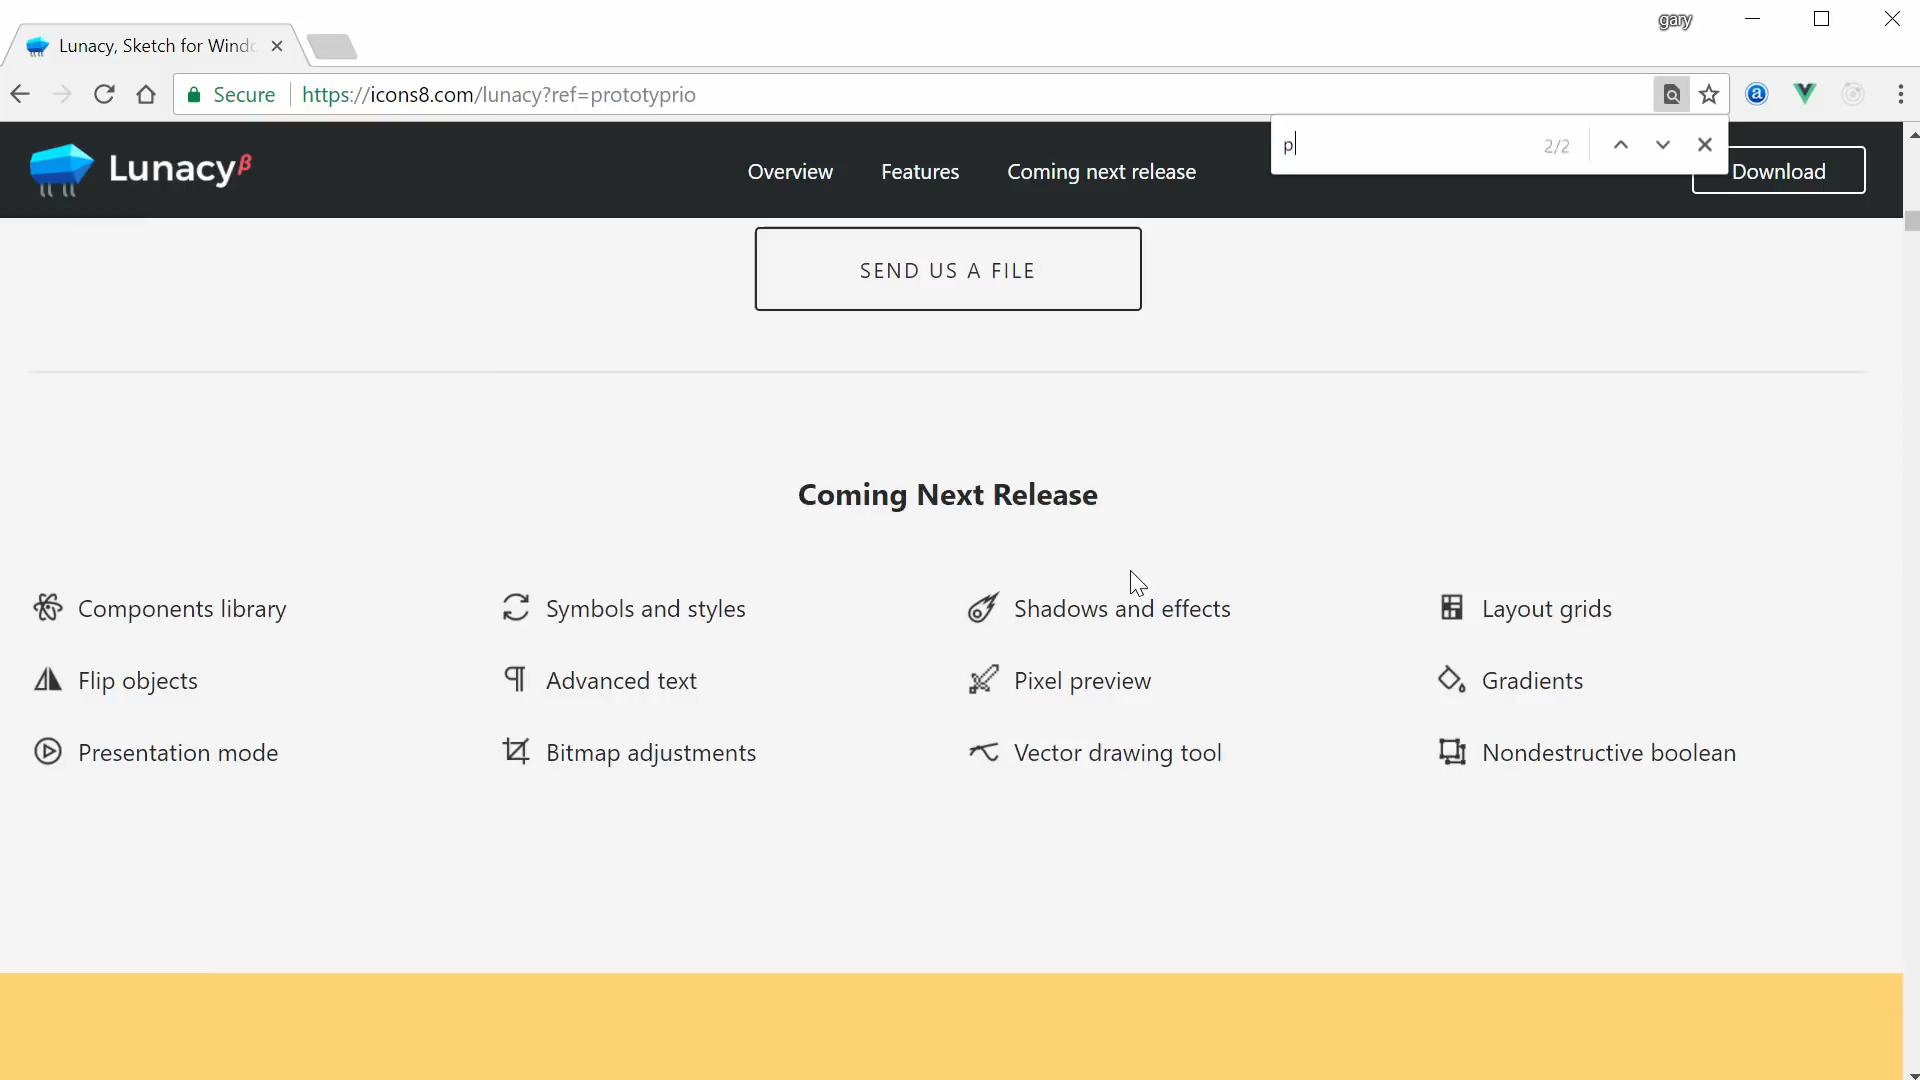 gary
Lunacy, Sketch for Windo
Secure
https://icons8.com/lunacy?ref=prototyprio
p
2/2
Lunacy β
Overview
Features
Coming next release
Download
SEND US A FILE
Coming Next Release
Components library
Symbols and styles
Shadows and effects
Layout grids
Flip objects
Advanced text
Pixel preview
Gradients
Presentation mode
Bitmap adjustments
Vector drawing tool
Nondestructive boolean